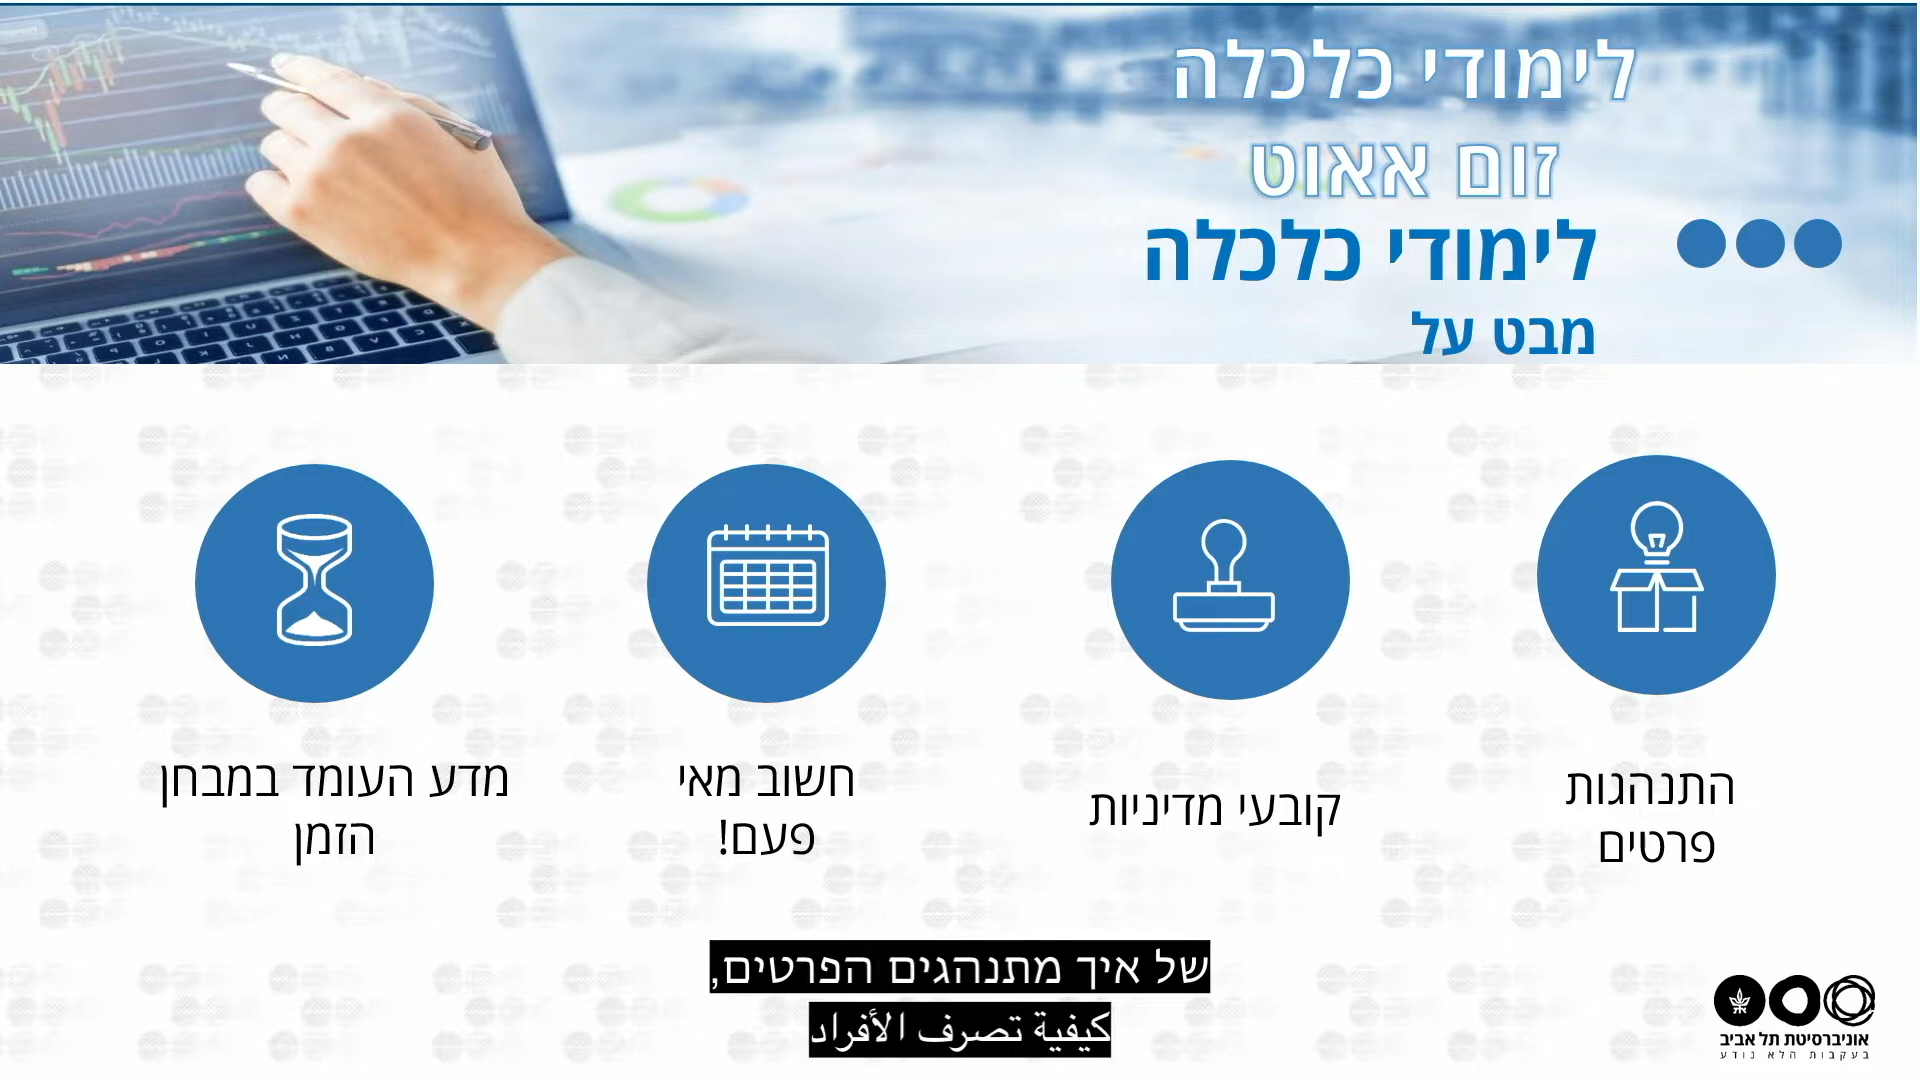 לימודי כלכלה
זום אאוט
לימודי כלכלה
מבט על
התנהגות
פרטים
קובעי מדיניות
חשוב מאי
פעם!
מדע העומד במבחן
הזמן
של איך מתנהגים הפרטים,
كيفية تصرف الأفراد
אוניברסיטת תל אביב
בעקבות הלא נודע